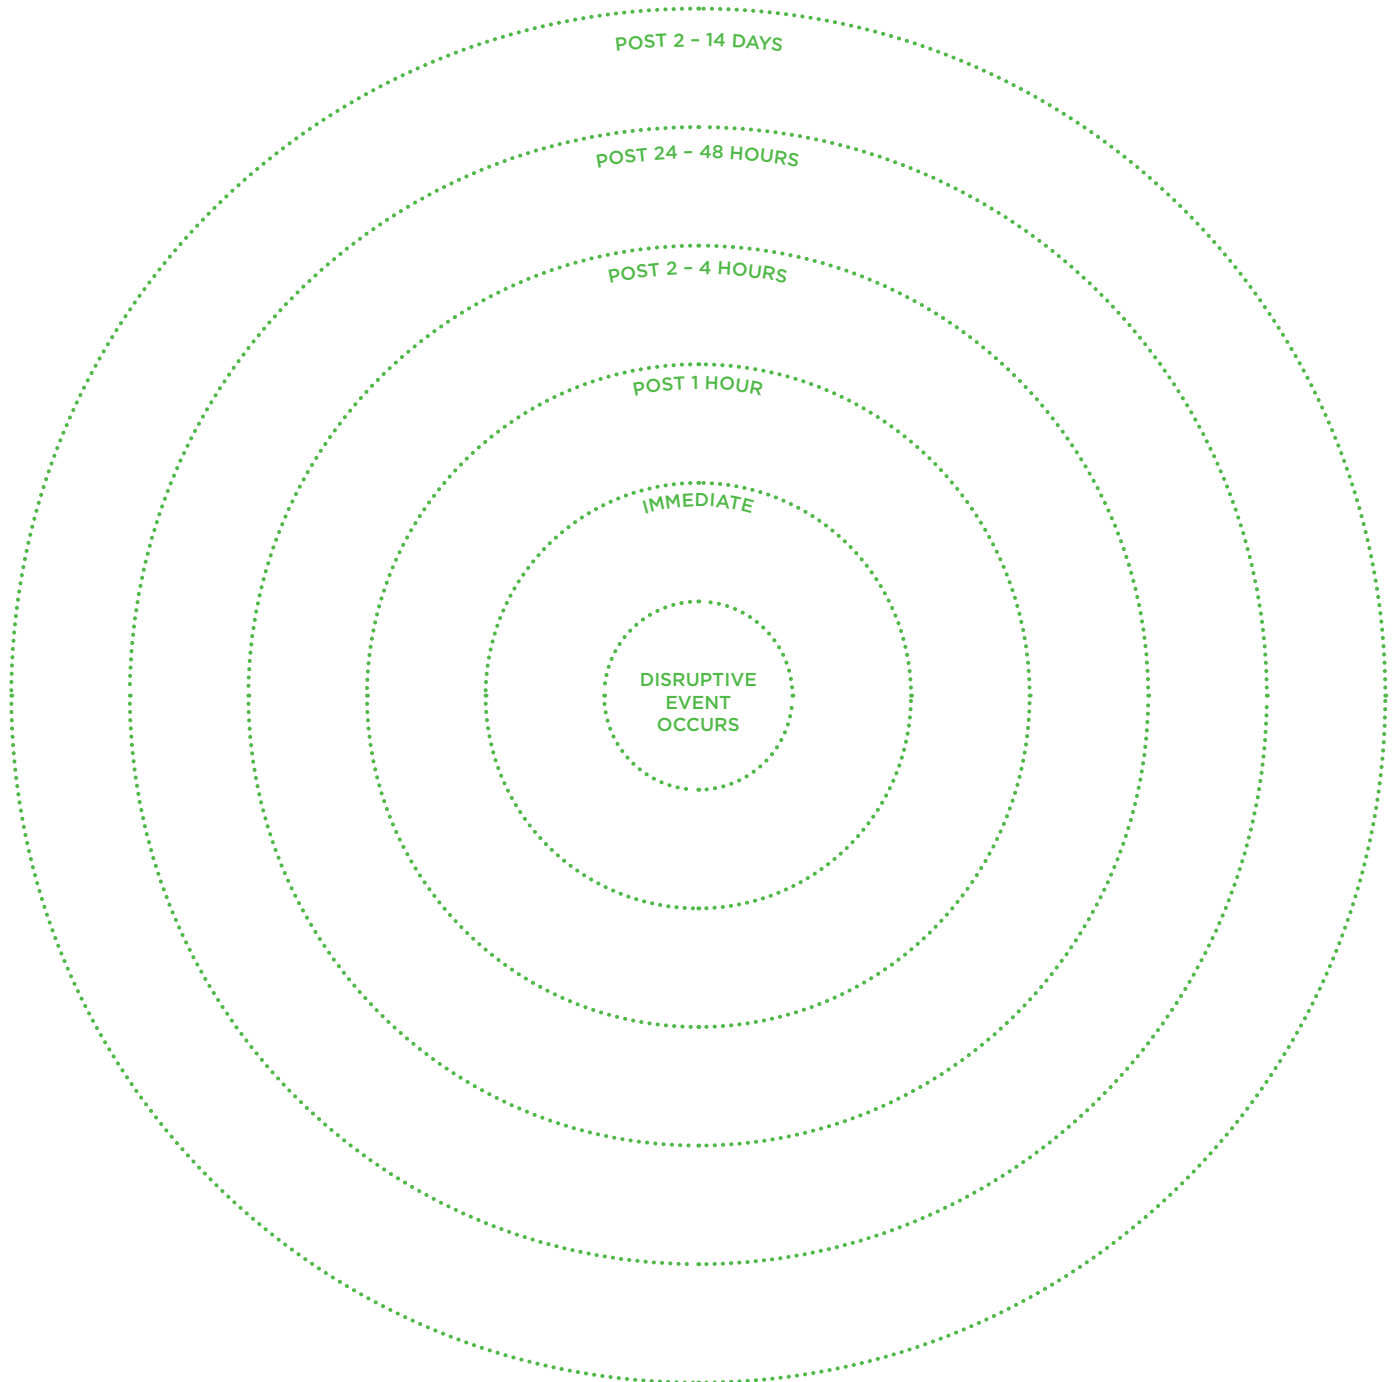 POST 2 – 14 DAYS
POST 24 – 48 HOURS
POST 2 – 4 HOURS
POST 1 HOUR
IMMEDIATE
DISRUPTIVE
EVENT
OCCURS